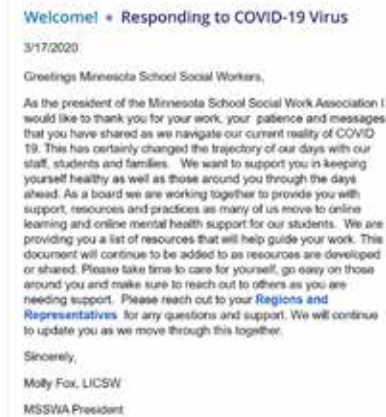 Welcome! • Responding to COVID-19 Virus
3/17/2020
Greetings Minnesota School Social Workers,
As the president of the Minnesota School Social Work Association I
would like to thank you for your work, your patience and messages
that you have shared as we navigate our current reality of COVID
19. This has certainly changed the trajectory of our days with our
staff, students and families. We want to support you in keeping
yourself healthy as well as those around you through the days
ahead. As a board we are working together to provide you with
support, resources and practices as many of us move to online
learning and online mental health support for our students. We are
providing you a list of resources that will help guide your work. This
document will continue to be added to as resources are developed
or shared. Please take time to care for yourself, go easy on those
around you and make sure to reach out to others as you are
needing support. Please reach out to your Regions and
Representatives for any questions and support. We will continue
to update you as we move through this together.
Sincerely,
Molly Fox, LICSW
MSSWA President